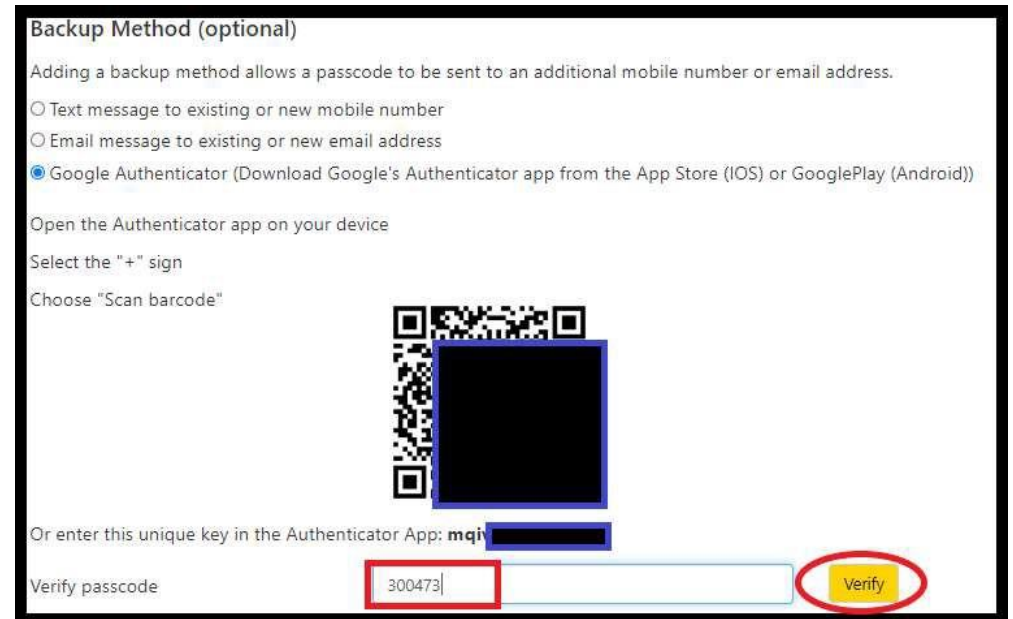 Backup Method (optional)
Adding a backup method allows a passcode to be sent to an additional mobile number or email address.
Text message to existing or new mobile number
Email message to existing or new email address
Google Authenticator (Download Google's Authenticator app from the App Store (IOS) or GooglePlay (Android))
Open the Authenticator app on your device
Select the "+" sign
Choose "Scan barcode"
Or enter this unique key in the Authenticator App: mqi
Verify passcode 300473 Verify